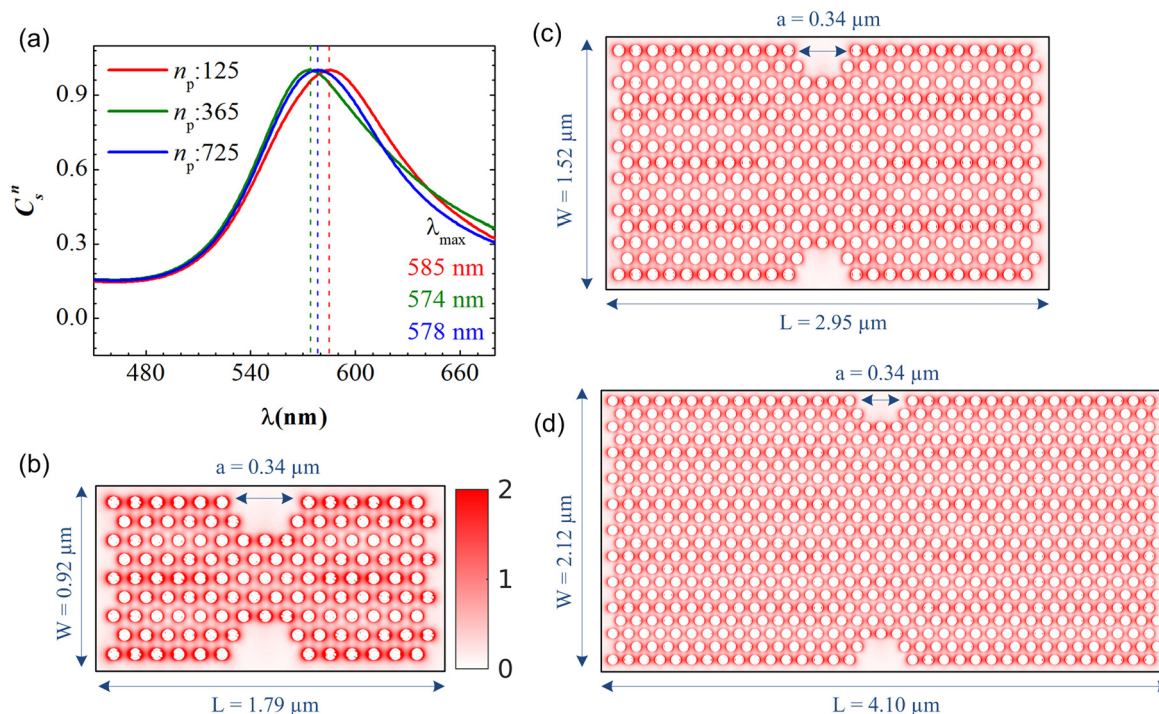 (a)
n_p:125
n_p:365
n_p:725
0.9
0.6
0.3
0.0
C_s^n
λ_max
585 nm
574 nm
578 nm
480 540 600 660
λ(nm)
(b)
a = 0.34 µm
W = 0.92 µm
L = 1.79 µm
2
1
0
(c)
a = 0.34 µm
W = 1.52 µm
L = 2.95 µm
(d)
a = 0.34 µm
W = 2.12 µm
L = 4.10 µm